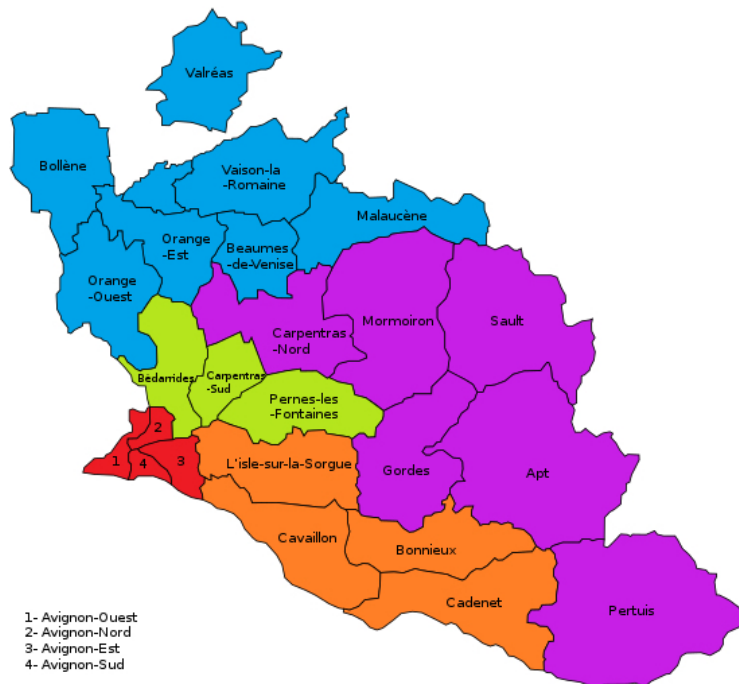 Valréas
Bollène
Vaison-la
-Romaine
Malaucène
Orange
-Est
Beaumes
-de-Venise
Orange
-Ouest
Mormoiron
Sault
Carpentras
-Nord
Bédarrides
Carpentras
-Sud
Pernes-les
-Fontaines
2
1
4
3
L'isle-sur-la-Sorgue
Gordes
Apt
Cavaillon
Bonnieux
Cadenet
Pertuis
1- Avignon-Ouest
2- Avignon-Nord
3- Avignon-Est
4- Avignon-Sud